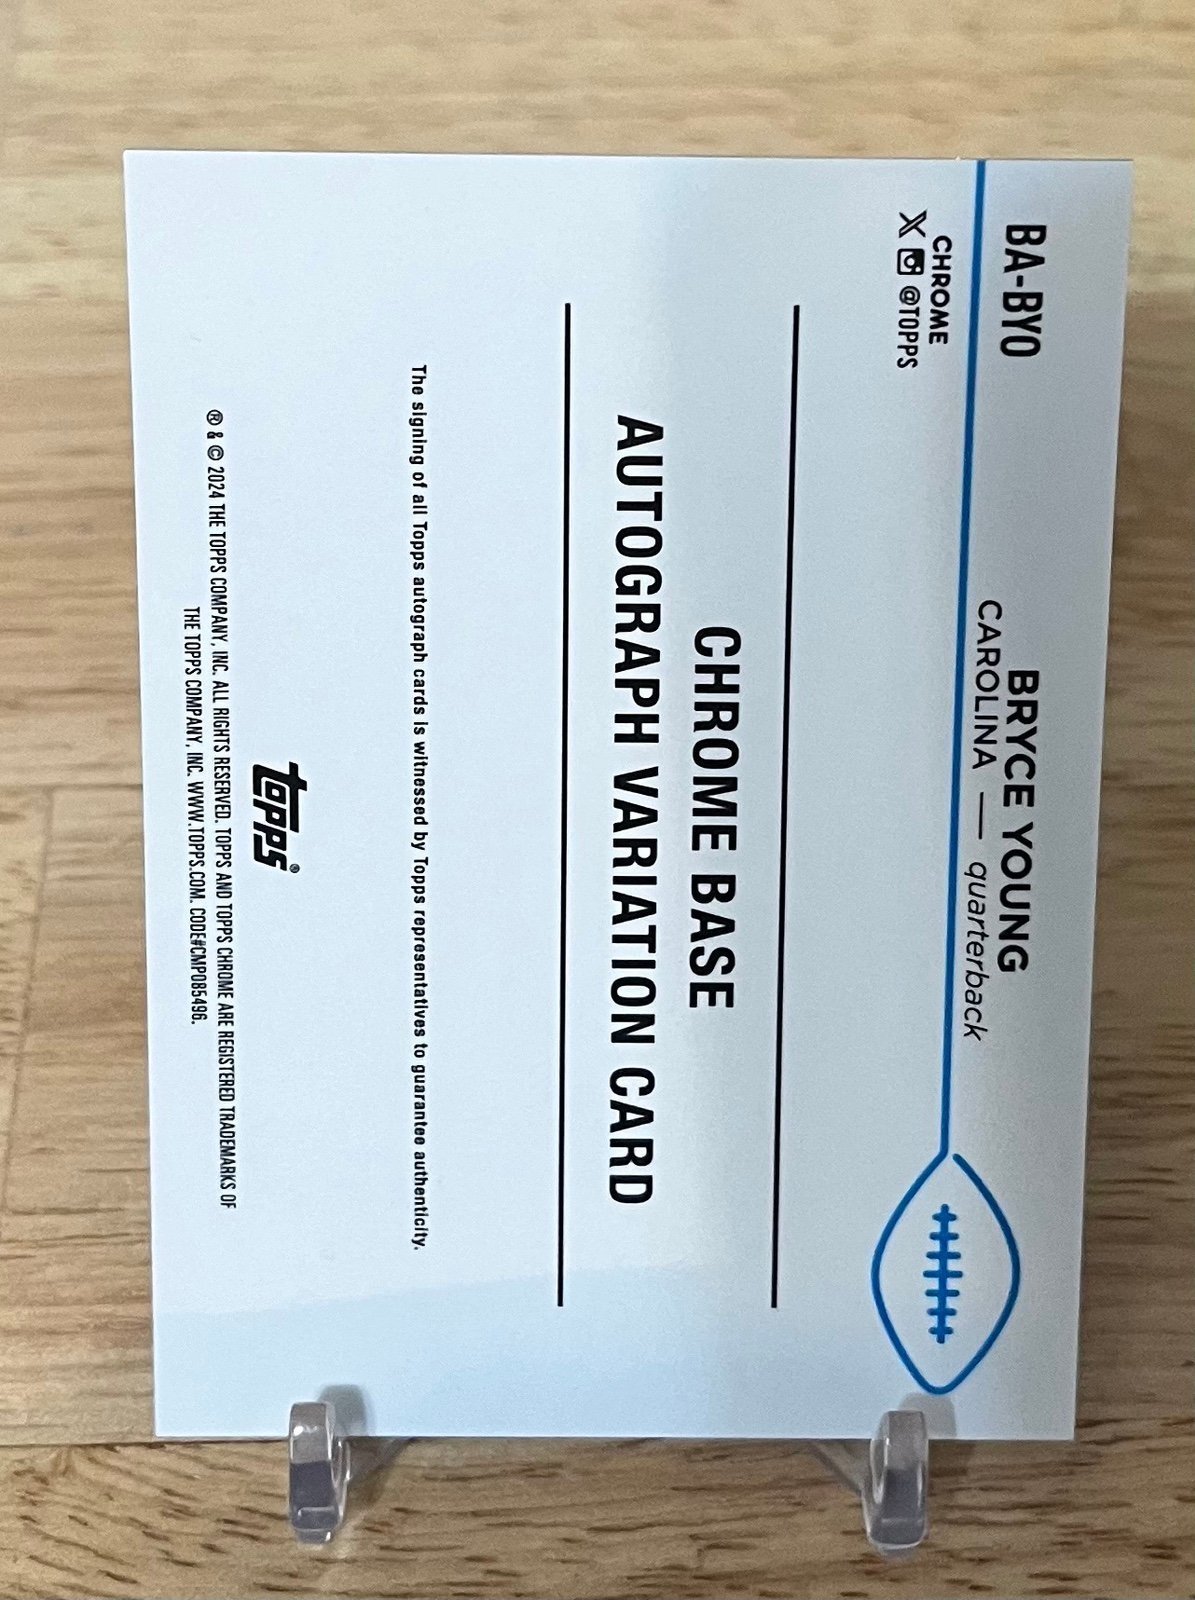 BA-BYO
BRYCE YOUNG
CAROLINA — quarterback
CHROME
X @TOPPS
CHROME BASE
AUTOGRAPH VARIATION CARD
The signing of all Topps autograph cards is witnessed by Topps representatives to guarantee authenticity.
topps®
® & © 2024 THE TOPPS COMPANY, INC. ALL RIGHTS RESERVED. TOPPS AND TOPPS CHROME ARE REGISTERED TRADEMARKS OF
THE TOPPS COMPANY, INC. WWW.TOPPS.COM. CODE#CMP085496.